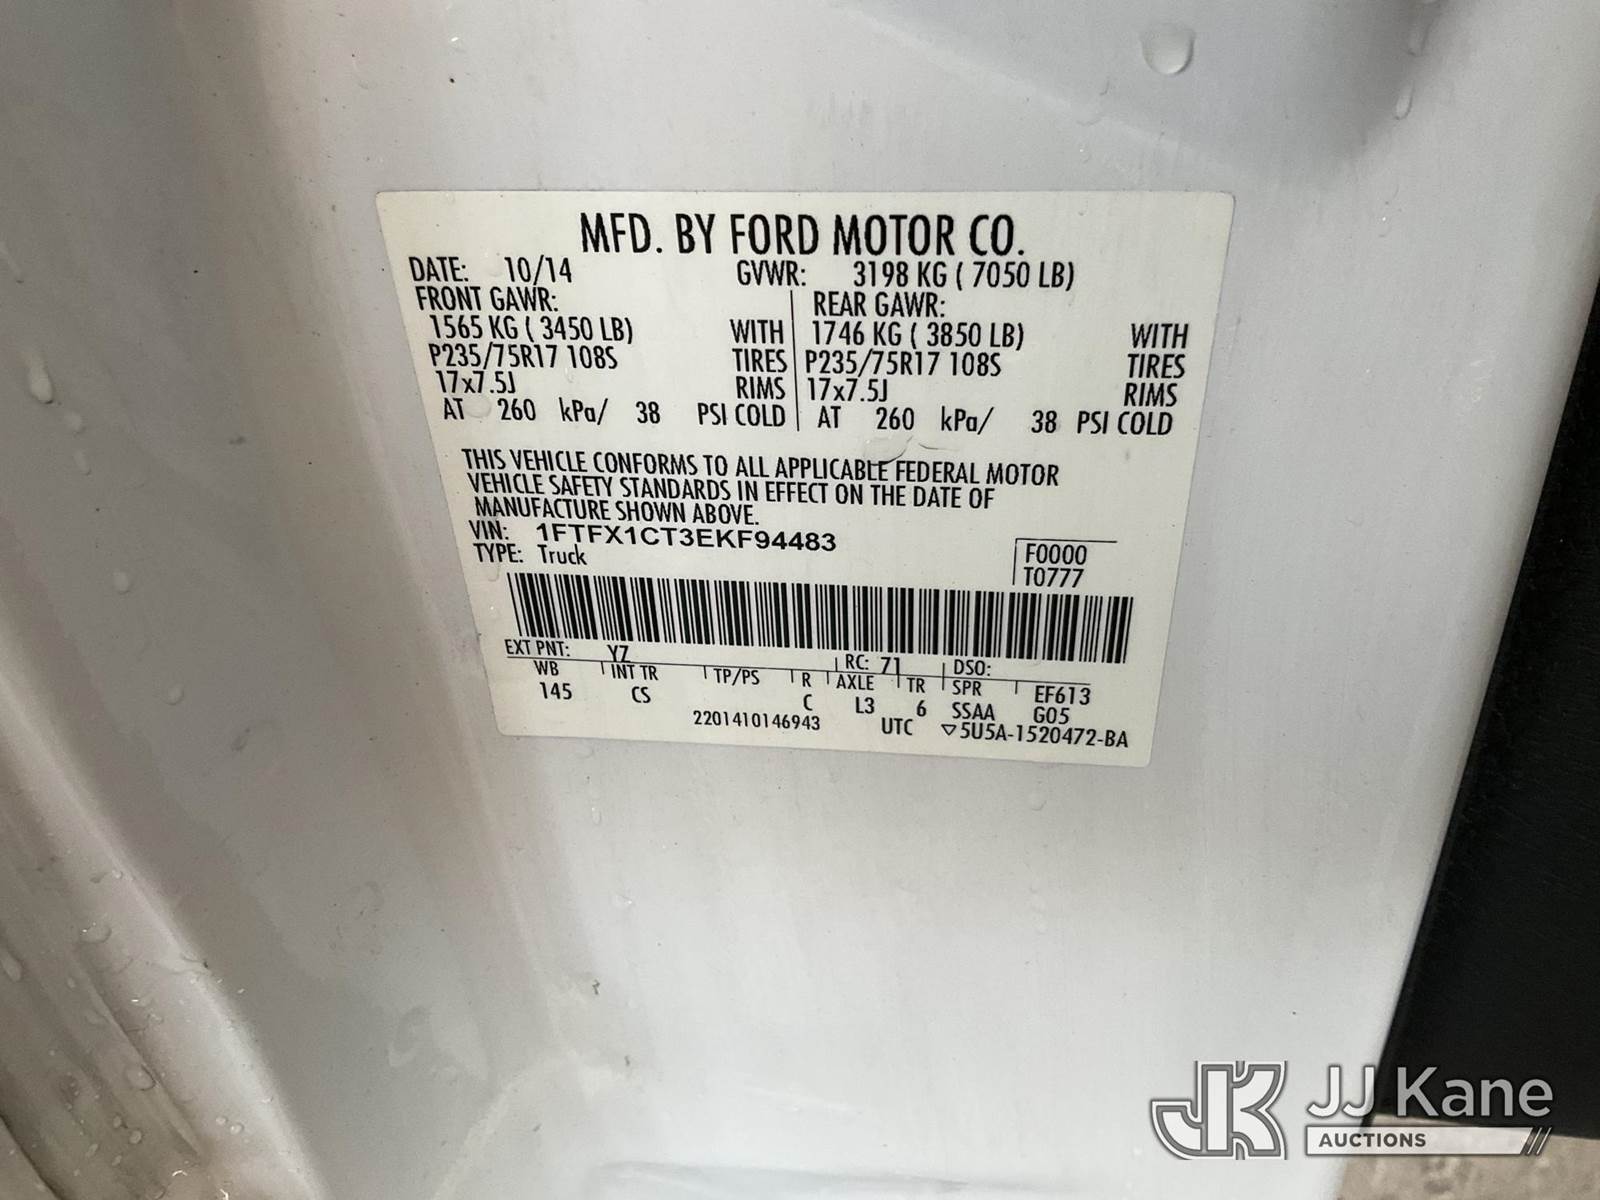 MFD. BY FORD MOTOR CO.
DATE: 10/14 GVWR: 3198 KG ( 7050 LB)
FRONT GAWR: REAR GAWR:
1565 KG ( 3450 LB) WITH 1746 KG ( 3850 LB) WITH
P235/75R17 108S TIRES P235/75R17 108S TIRES
17x7.5J RIMS 17x7.5J RIMS
AT 260 kPa/ 38 PSI COLD AT 260 kPa/ 38 PSI COLD
THIS VEHICLE CONFORMS TO ALL APPLICABLE FEDERAL MOTOR
VEHICLE SAFETY STANDARDS IN EFFECT ON THE DATE OF
MANUFACTURE SHOWN ABOVE.
VIN: 1FTFX1CT3EKF94483
TYPE: Truck
F0000
T0777
EXT PNT: YZ RC: 71 DSO:
WB INT TR TP/PS R AXLE TR SPR EF613
145 CS C L3 6 SSAA G05
2201410146943 UTC ▽5U5A-1520472-BA
JK JJ Kane
AUCTIONS